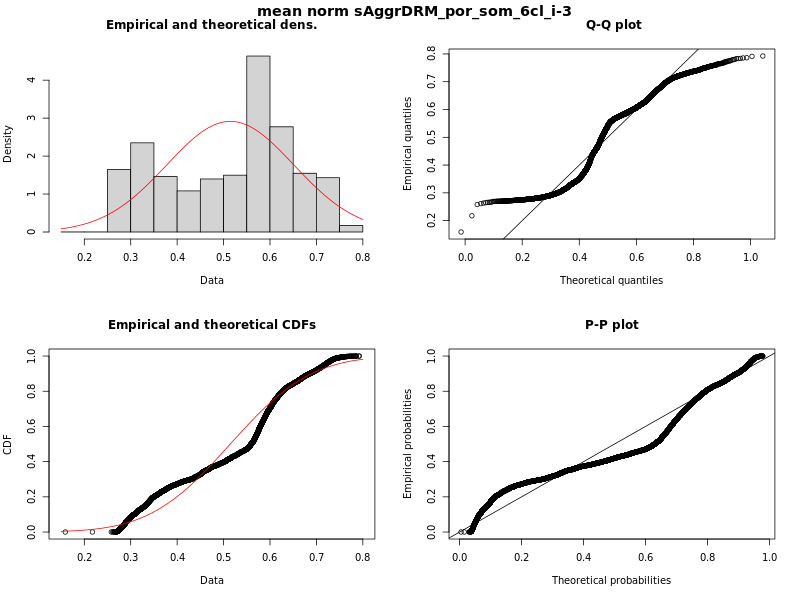 mean norm sAggrDRM_por_som_6cl_i-3
Empirical and theoretical dens.
Density
0 1 2 3 4
0.2 0.3 0.4 0.5 0.6 0.7 0.8
Data
Q-Q plot
Empirical quantiles
0.2 0.3 0.4 0.5 0.6 0.7 0.8
0.0 0.2 0.4 0.6 0.8 1.0
Theoretical quantiles
Empirical and theoretical CDFs
CDF
0.0 0.2 0.4 0.6 0.8 1.0
0.2 0.3 0.4 0.5 0.6 0.7 0.8
Data
P-P plot
Empirical probabilities
0.0 0.2 0.4 0.6 0.8 1.0
0.0 0.2 0.4 0.6 0.8 1.0
Theoretical probabilities